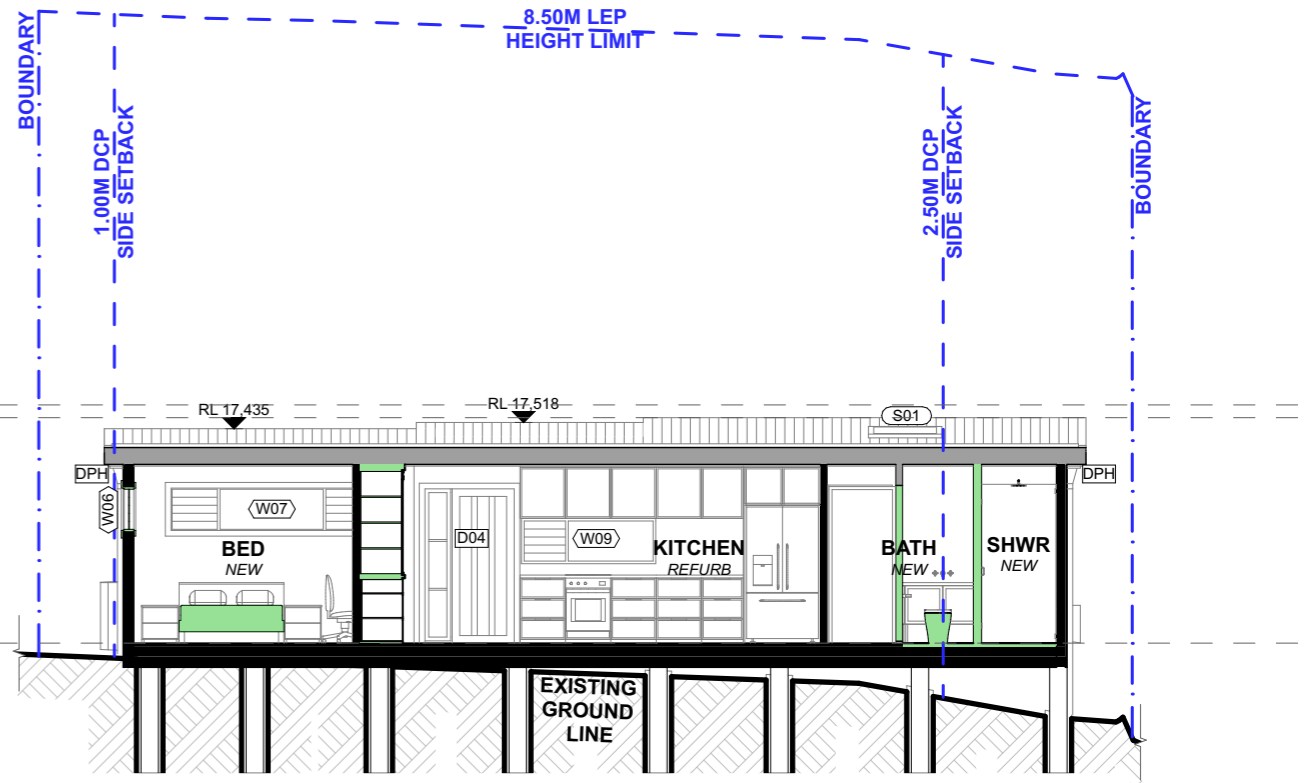 8.50M LEP
HEIGHT LIMIT
BOUNDARY
1.00M DCP
SIDE SETBACK
2.50M DCP
SIDE SETBACK
BOUNDARY
RL 17,435
RL 17,518
S01
DPH
DPH
W06
W07
D04
W09
BED
NEW
KITCHEN
REFURB
BATH
NEW
SHWR
NEW
EXISTING
GROUND
LINE